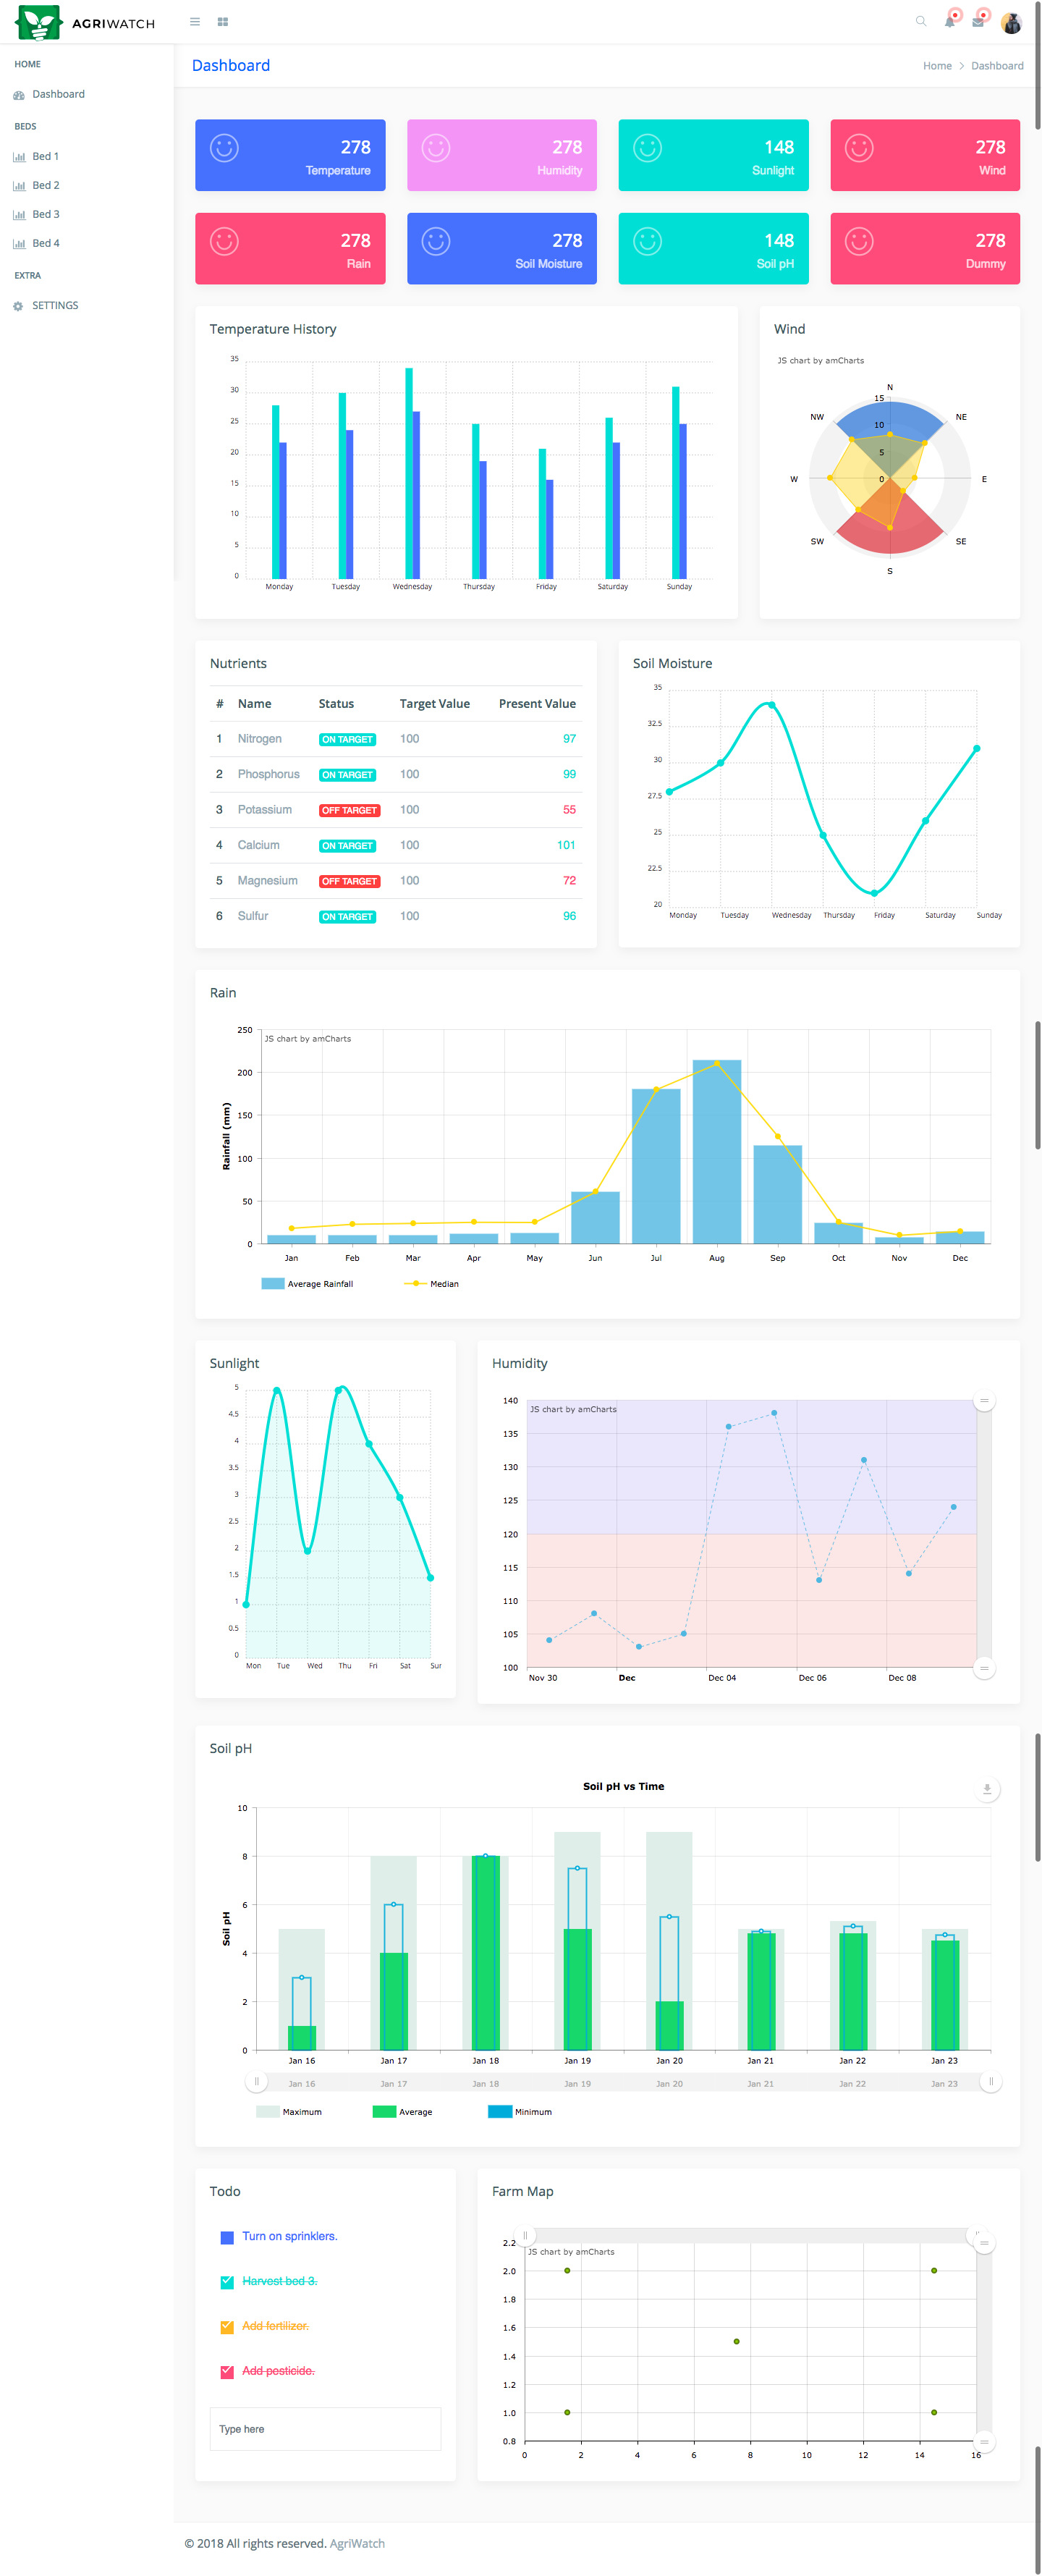 AGRIWATCH
HOME
Dashboard
BEDS
Bed 1
Bed 2
Bed 3
Bed 4
EXTRA
SETTINGS
Dashboard
Home > Dashboard
278
Temperature
278
Humidity
148
Sunlight
278
Wind
278
Rain
278
Soil Moisture
148
Soil pH
278
Dummy
Temperature History
35
30
25
20
15
10
5
0
Monday Tuesday Wednesday Thursday Friday Saturday Sunday
Wind
JS chart by amCharts
N
15
NW NE
10
5
W 0 E
SW SE
S
Nutrients
# Name Status Target Value Present Value
1 Nitrogen ON TARGET 100 97
2 Phosphorus ON TARGET 100 99
3 Potassium OFF TARGET 100 55
4 Calcium ON TARGET 100 101
5 Magnesium OFF TARGET 100 72
6 Sulfur ON TARGET 100 96
Soil Moisture
35
32.5
30
27.5
25
22.5
20
Monday Tuesday Wednesday Thursday Friday Saturday Sunday
Rain
250
JS chart by amCharts
200
150
100
50
0
Rainfall (mm)
Jan Feb Mar Apr May Jun Jul Aug Sep Oct Nov Dec
Average Rainfall Median
Sunlight
5
4.5
4
3.5
3
2.5
2
1.5
1
0.5
0
Mon Tue Wed Thu Fri Sat Sur
Humidity
140
JS chart by amCharts
135
130
125
120
115
110
105
100
Nov 30 Dec Dec 04 Dec 06 Dec 08
Soil pH
Soil pH vs Time
10
8
6
4
2
0
Soil pH
Jan 16 Jan 17 Jan 18 Jan 19 Jan 20 Jan 21 Jan 22 Jan 23
Jan 16 Jan 17 Jan 18 Jan 19 Jan 20 Jan 21 Jan 22 Jan 23
Maximum Average Minimum
Todo
Turn on sprinklers.
Harvest bed 3.
Add fertilizer.
Add pesticide.
Type here
Farm Map
2.2
JS chart by amCharts
2.0
1.8
1.6
1.4
1.2
1.0
0.8
0 2 4 6 8 10 12 14 16
© 2018 All rights reserved. AgriWatch